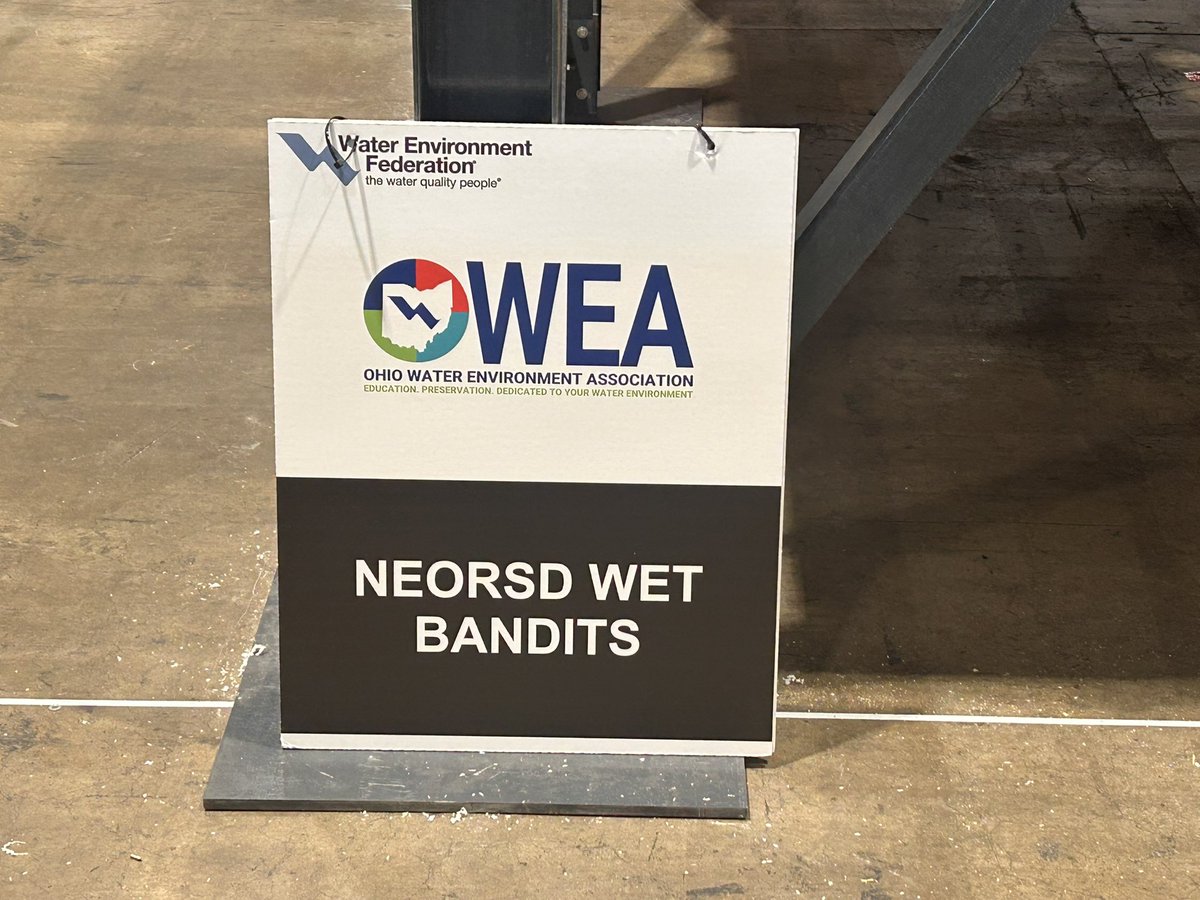 Water Environment
Federation®
the water quality people®
OWEA
OHIO WATER ENVIRONMENT ASSOCIATION
EDUCATION. PRESERVATION. DEDICATED TO YOUR WATER ENVIRONMENT
NEORSD WET
BANDITS